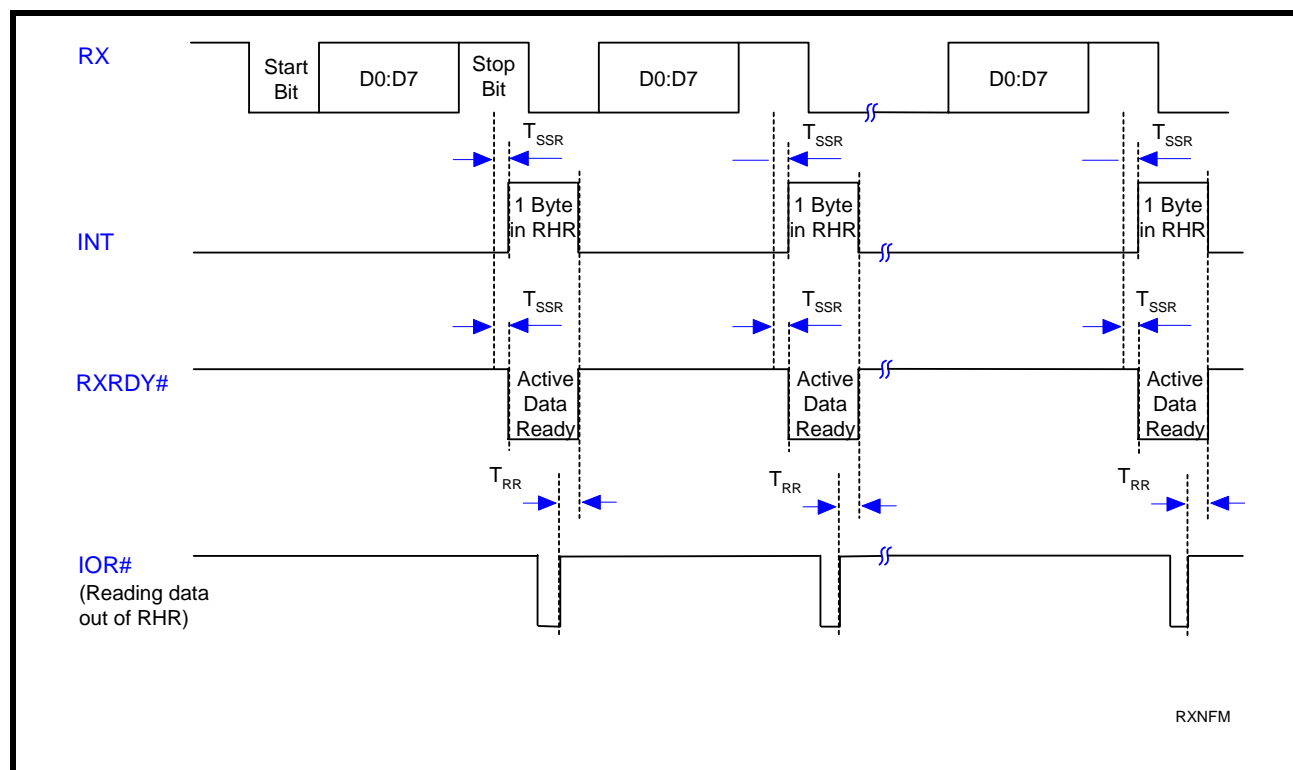 RX
Start
Bit
D0:D7
Stop
Bit
D0:D7
D0:D7
TSSR
TSSR
TSSR
INT
1 Byte
in RHR
1 Byte
in RHR
1 Byte
in RHR
TSSR
TSSR
TSSR
RXRDY#
Active
Data
Ready
Active
Data
Ready
Active
Data
Ready
TRR
TRR
TRR
IOR#
(Reading data
out of RHR)
RXNFM